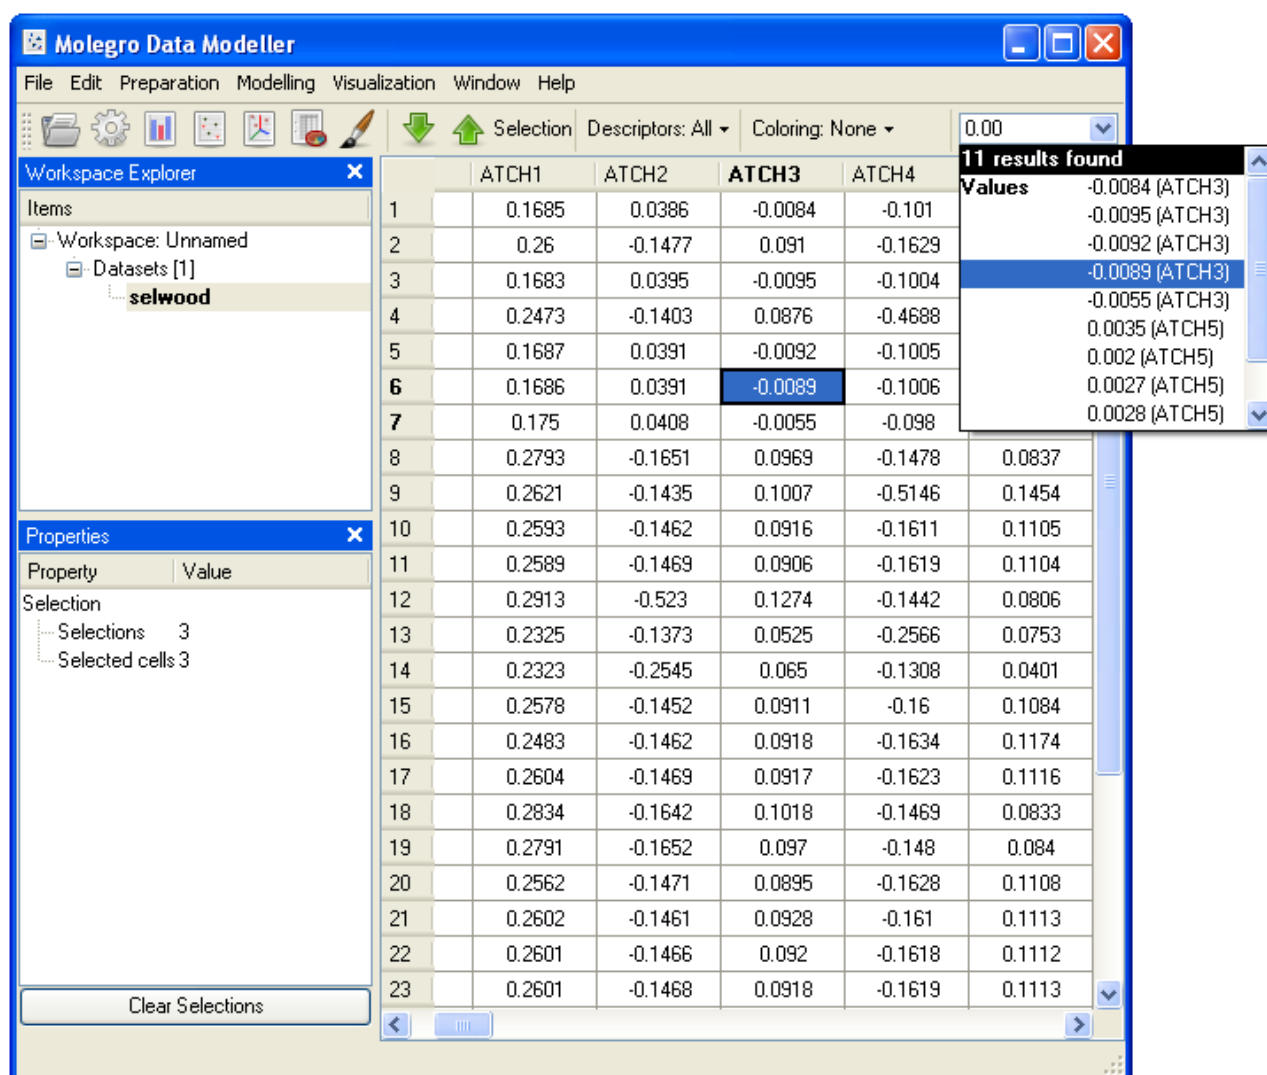 Molegro Data Modeller
File Edit Preparation Modelling Visualization Window Help
Selection Descriptors: All Coloring: None 0.00
11 results found
Values -0.0084 (ATCH3)
-0.0095 (ATCH3)
-0.0092 (ATCH3)
-0.0089 (ATCH3)
-0.0055 (ATCH3)
0.0035 (ATCH5)
0.002 (ATCH5)
0.0027 (ATCH5)
0.0028 (ATCH5)
Workspace Explorer
Items
Workspace: Unnamed
Datasets [1]
selwood
Properties
Property Value
Selection
Selections 3
Selected cells 3
Clear Selections
ATCH1 ATCH2 ATCH3 ATCH4
1 0.1685 0.0386 -0.0084 -0.101
2 0.26 -0.1477 0.091 -0.1629
3 0.1683 0.0395 -0.0095 -0.1004
4 0.2473 -0.1403 0.0876 -0.4688
5 0.1687 0.0391 -0.0092 -0.1005
6 0.1686 0.0391 -0.0089 -0.1006
7 0.175 0.0408 -0.0055 -0.098
8 0.2793 -0.1651 0.0969 -0.1478 0.0837
9 0.2621 -0.1435 0.1007 -0.5146 0.1454
10 0.2593 -0.1462 0.0916 -0.1611 0.1105
11 0.2589 -0.1469 0.0906 -0.1619 0.1104
12 0.2913 -0.523 0.1274 -0.1442 0.0806
13 0.2325 -0.1373 0.0525 -0.2566 0.0753
14 0.2323 -0.2545 0.065 -0.1308 0.0401
15 0.2578 -0.1452 0.0911 -0.16 0.1084
16 0.2483 -0.1462 0.0918 -0.1634 0.1174
17 0.2604 -0.1469 0.0917 -0.1623 0.1116
18 0.2834 -0.1642 0.1018 -0.1469 0.0833
19 0.2791 -0.1652 0.097 -0.148 0.084
20 0.2562 -0.1471 0.0895 -0.1628 0.1108
21 0.2602 -0.1461 0.0928 -0.161 0.1113
22 0.2601 -0.1466 0.092 -0.1618 0.1112
23 0.2601 -0.1468 0.0918 -0.1619 0.1113